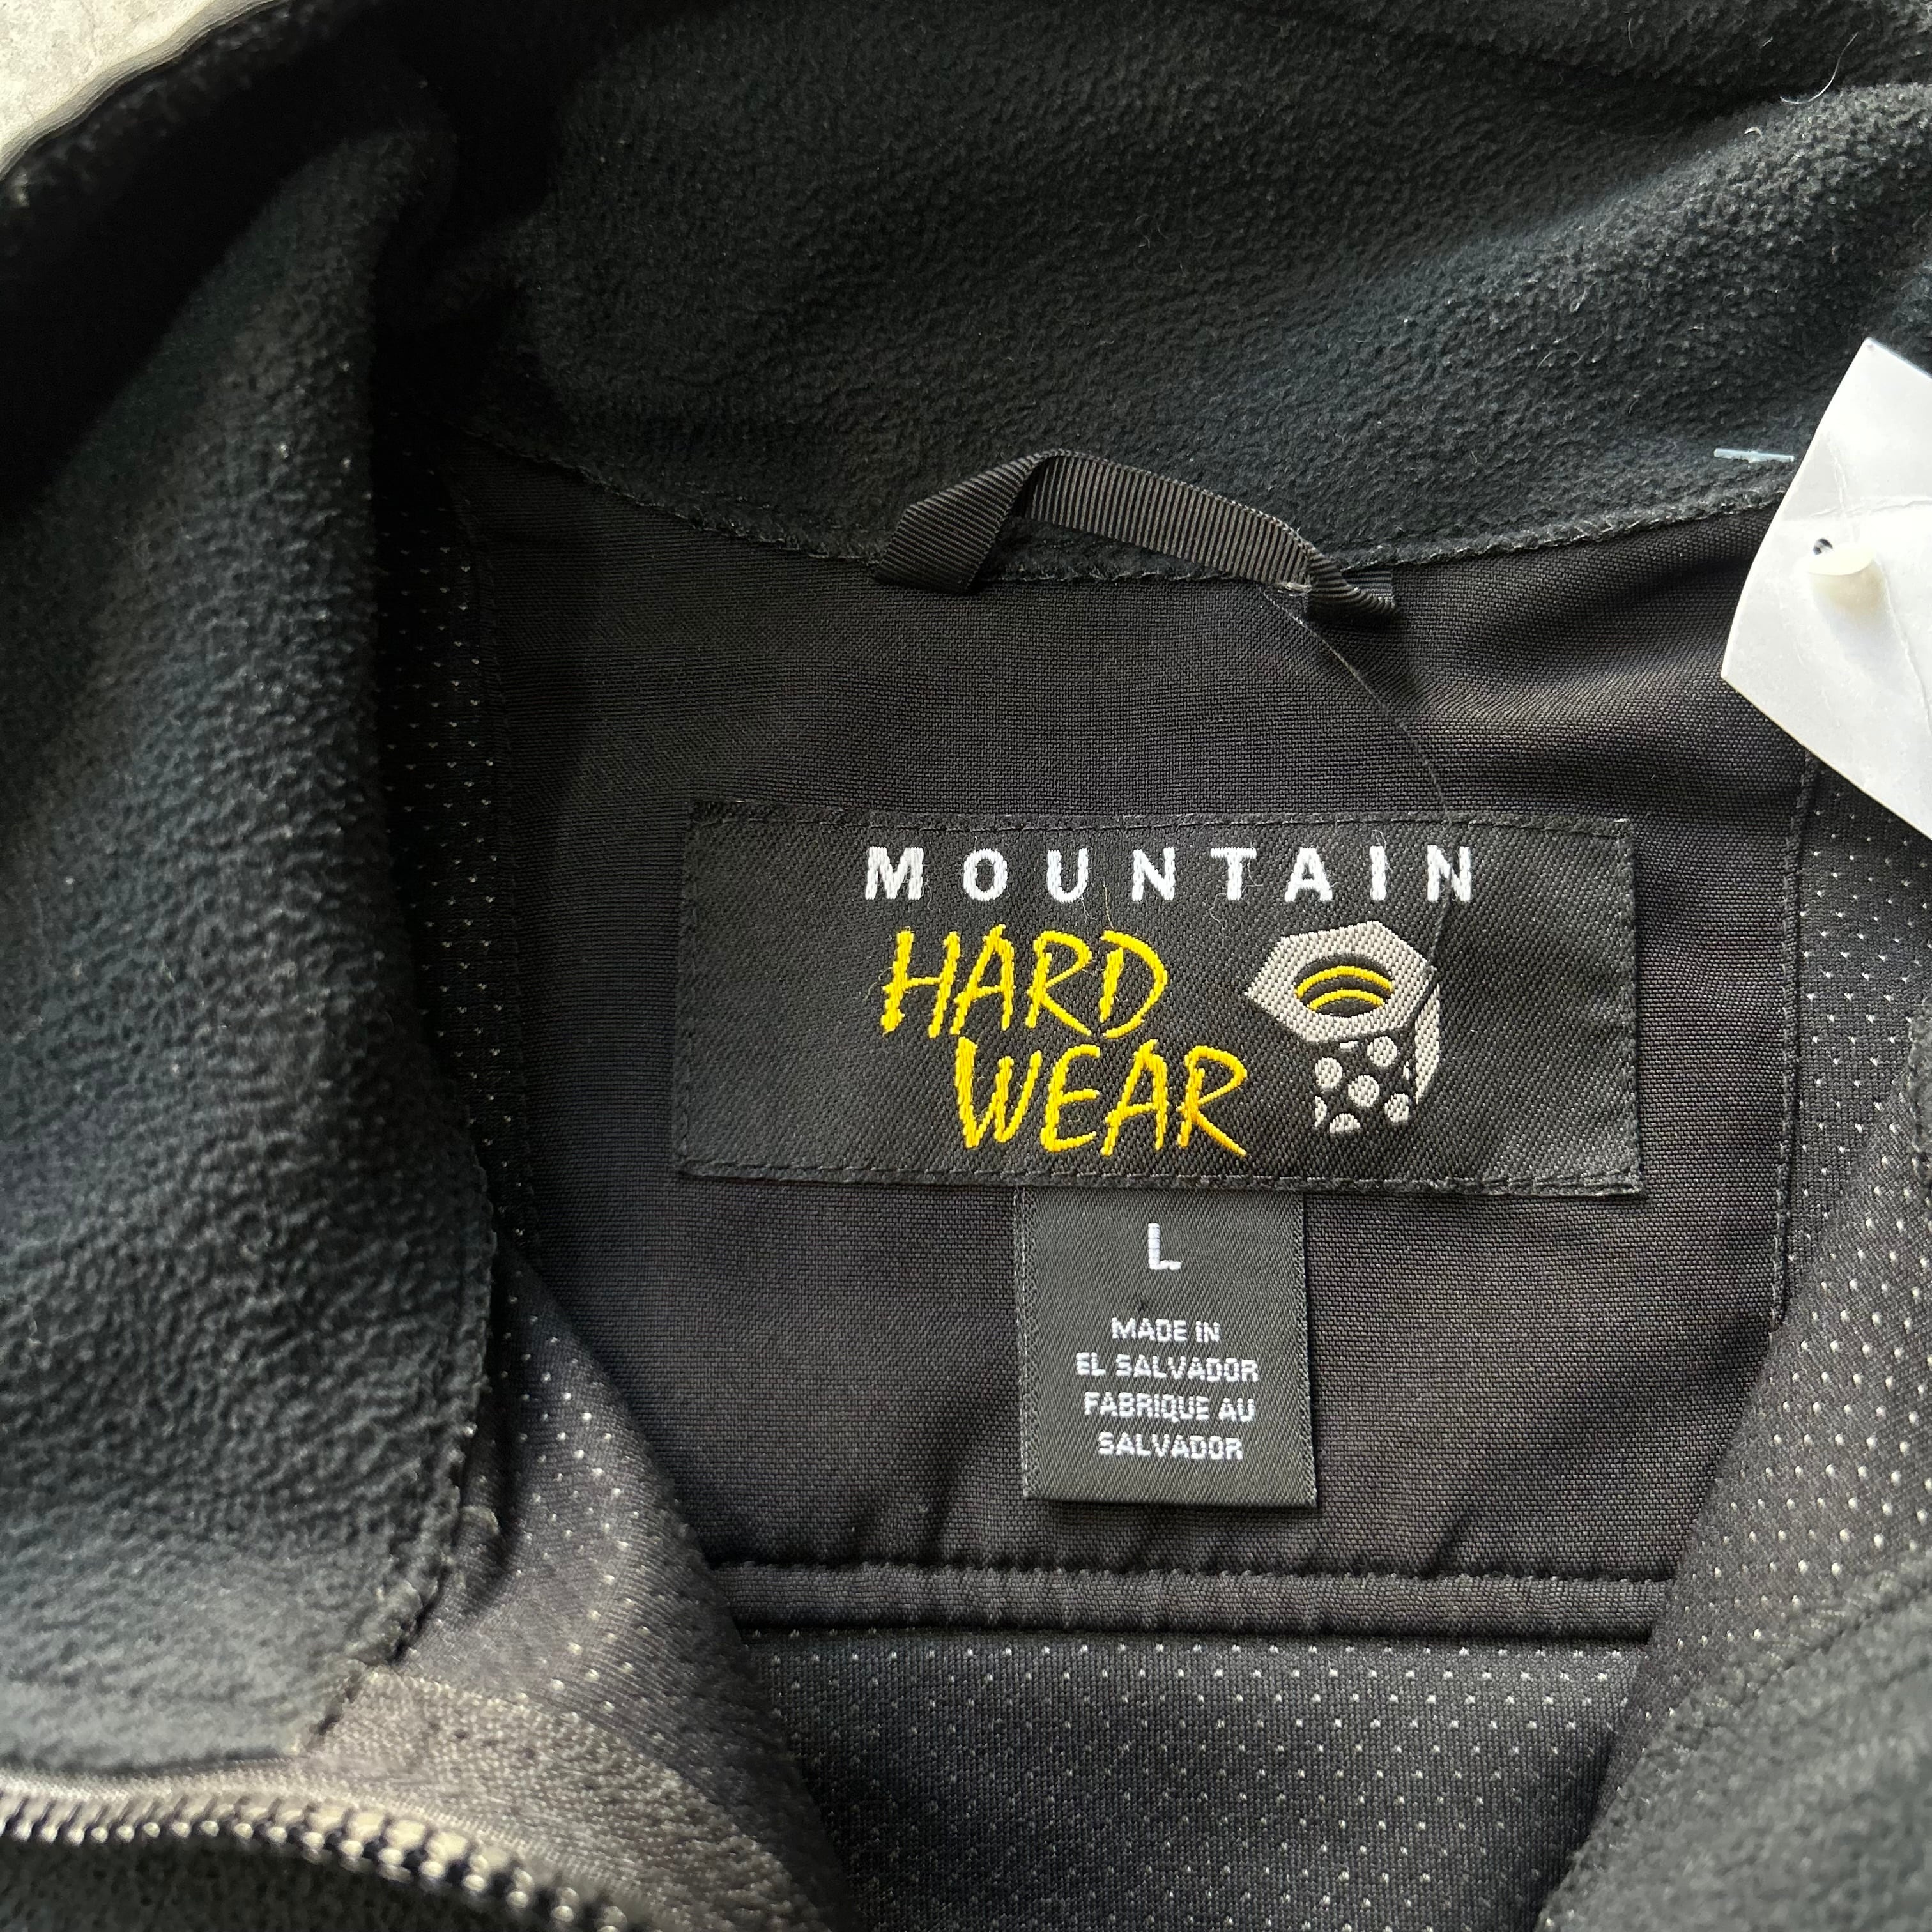 MOUNTAIN
HARD
WEAR
L
MADE IN
EL SALVADOR
FABRIQUE AU
SALVADOR